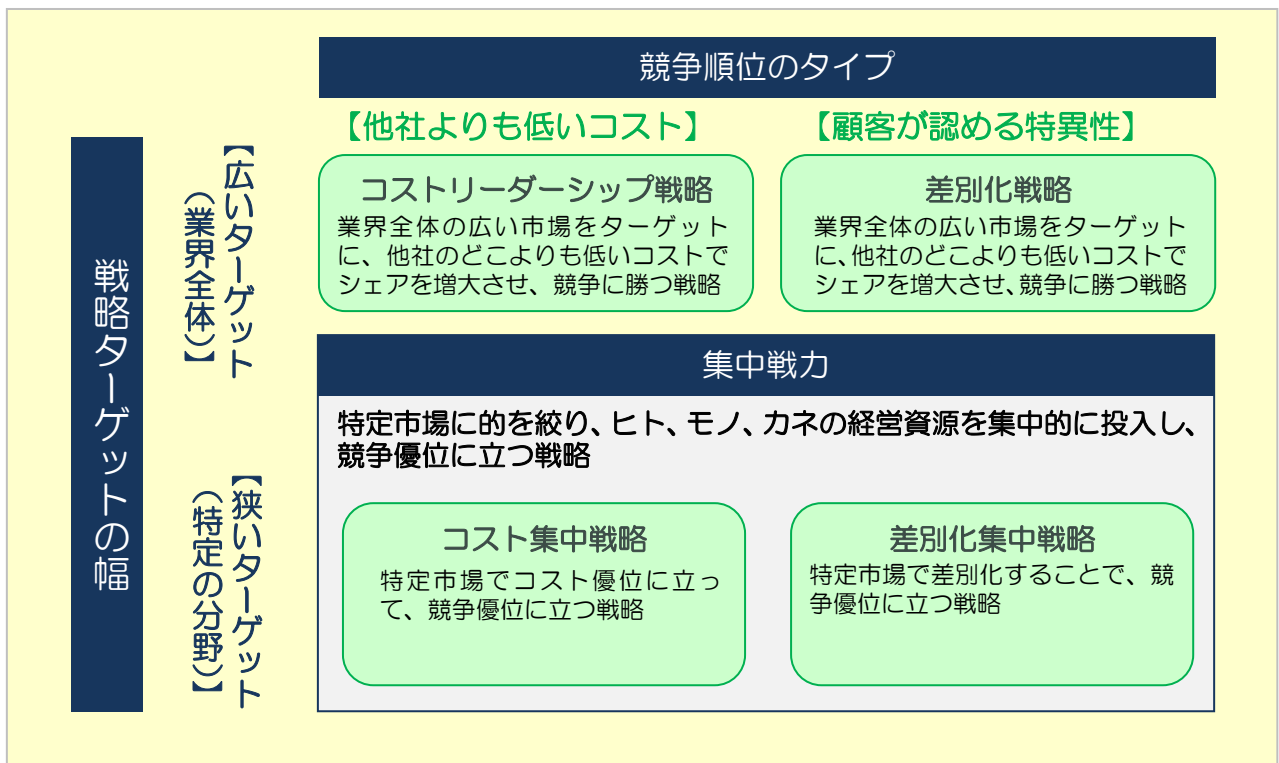 競争順位のタイプ
【他社よりも低いコスト】
【顧客が認める特異性】
戦略ターゲットの幅
【広いターゲット
（業界全体）】
コストリーダーシップ戦略
業界全体の広い市場をターゲット
に、他社のどこよりも低いコストで
シェアを増大させ、競争に勝つ戦略
差別化戦略
業界全体の広い市場をターゲット
に、他社のどこよりも低いコストで
シェアを増大させ、競争に勝つ戦略
【狭いターゲット
（特定の分野）】
集中戦力
特定市場に的を絞り、ヒト、モノ、カネの経営資源を集中的に投入し、
競争優位に立つ戦略
コスト集中戦略
特定市場でコスト優位に立っ
て、競争優位に立つ戦略
差別化集中戦略
特定市場で差別化することで、競
争優位に立つ戦略